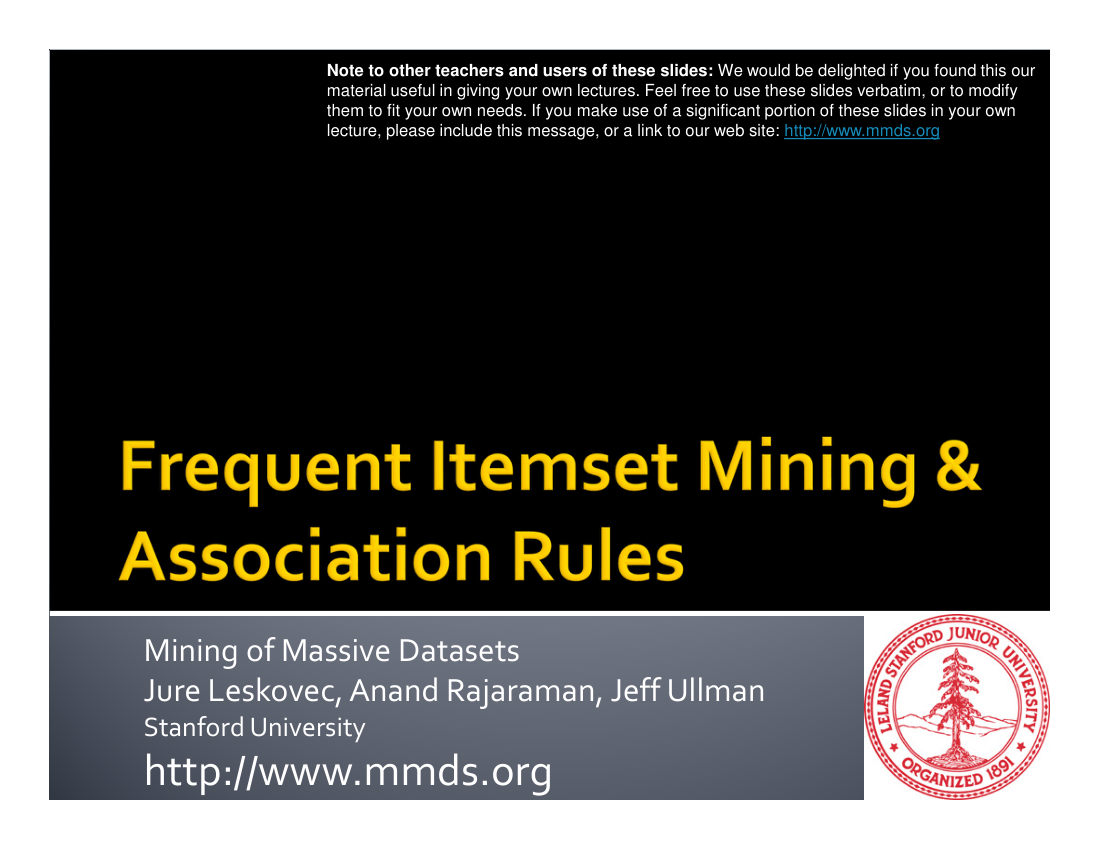 Note to other teachers and users of these slides: We would be delighted if you found this our
material useful in giving your own lectures. Feel free to use these slides verbatim, or to modify
them to fit your own needs. If you make use of a significant portion of these slides in your own
lecture, please include this message, or a link to our web site: http://www.mmds.org
Frequent Itemset Mining &
Association Rules
Mining of Massive Datasets
Jure Leskovec, Anand Rajaraman, Jeff Ullman
Stanford University
http://www.mmds.org
LELAND STANFORD JUNIOR UNIVERSITY
ORGANIZED 1891